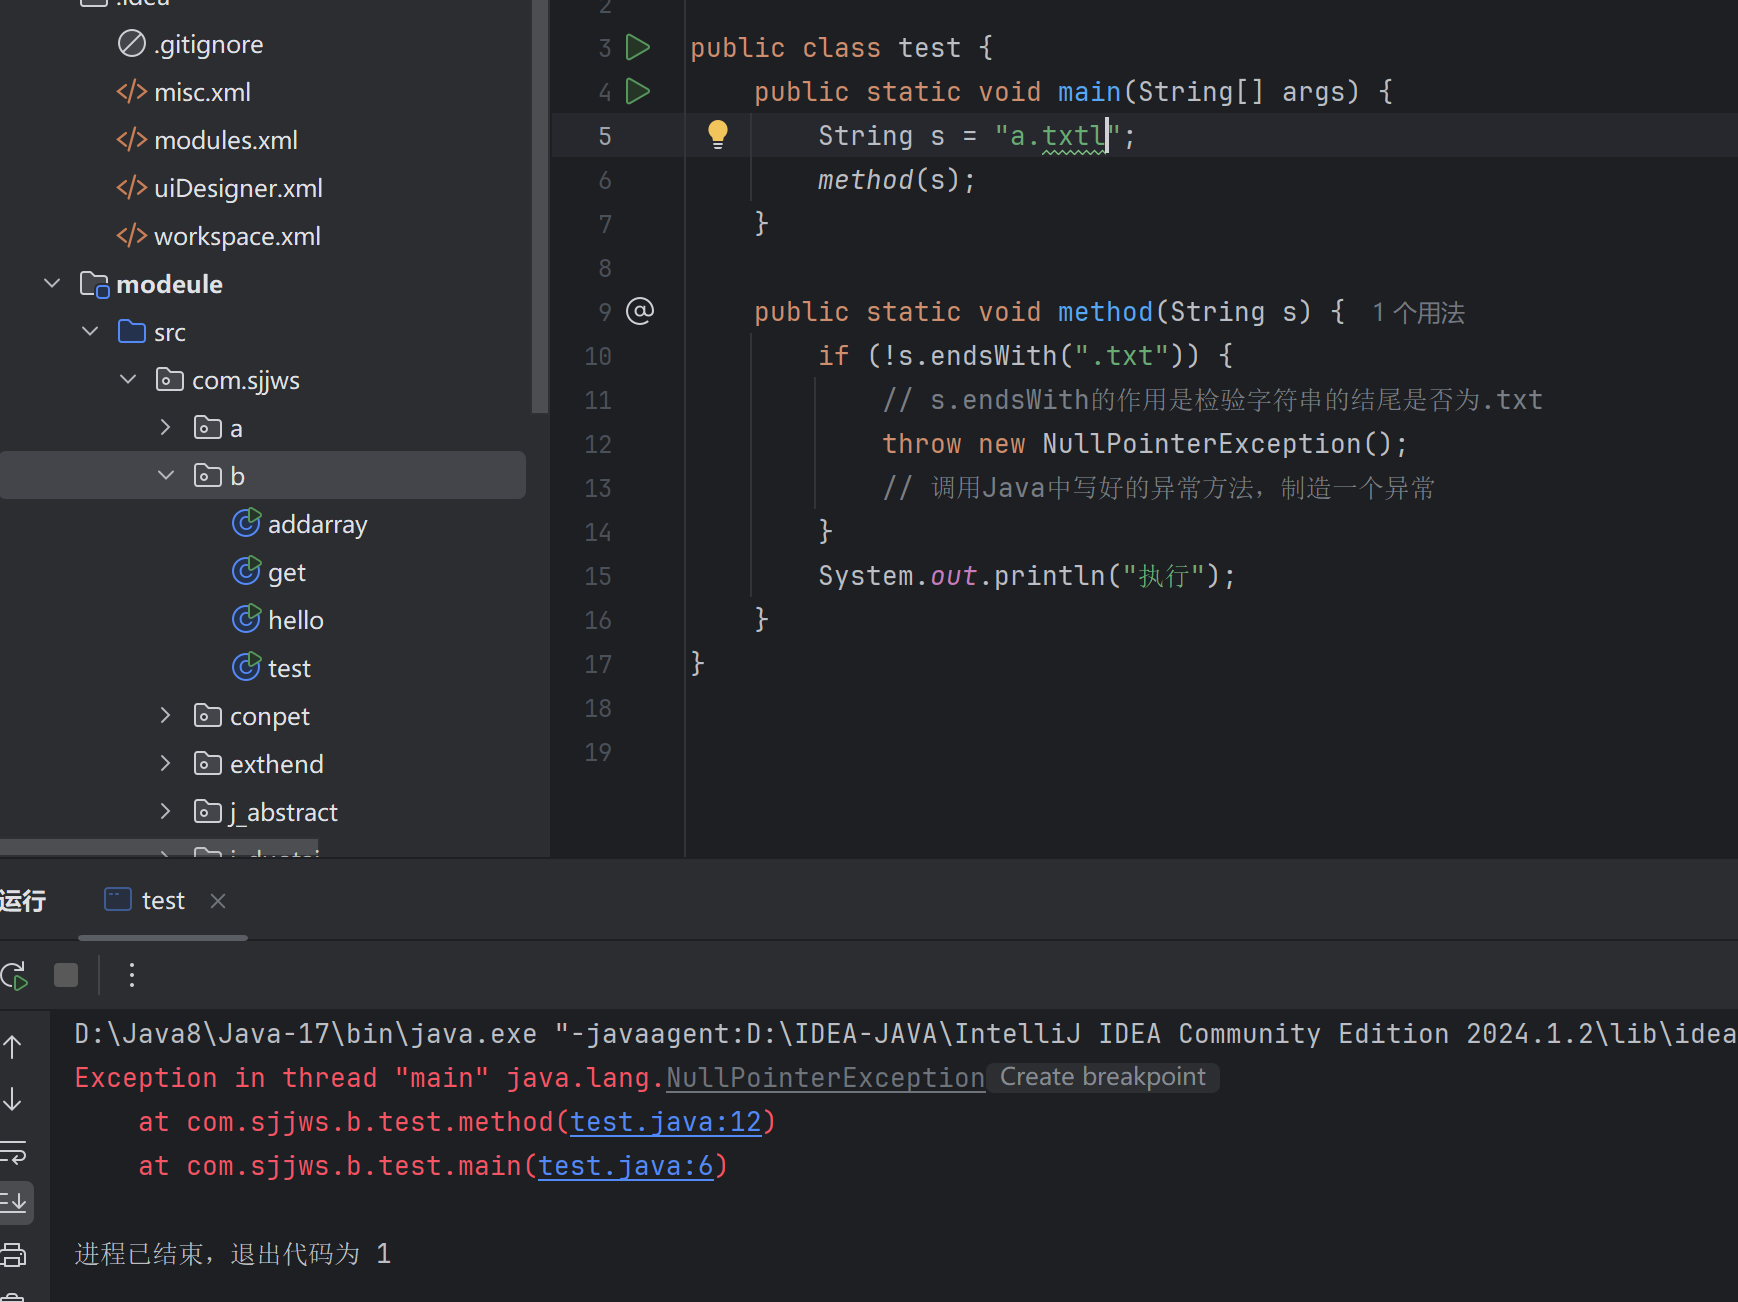 .idea
.gitignore
misc.xml
modules.xml
uiDesigner.xml
workspace.xml
modeule
src
com.sjjws
a
b
addarray
get
hello
test
conpet
exthend
j_abstract
2
3 public class test {
4 public static void main(String[] args) {
5 String s = "a.txtl";
6 method(s);
7 }
8
9 public static void method(String s) { 1 个用法
10 if (!s.endsWith(".txt")) {
11 // s.endsWith的作用是检验字符串的结尾是否为.txt
12 throw new NullPointerException();
13 // 调用Java中写好的异常方法，制造一个异常
14 }
15 System.out.println("执行");
16 }
17 }
18
19
运行 test
D:\Java8\Java-17\bin\java.exe "-javaagent:D:\IDEA-JAVA\IntelliJ IDEA Community Edition 2024.1.2\lib\idea
Exception in thread "main" java.lang.NullPointerException Create breakpoint
at com.sjjws.b.test.method(test.java:12)
at com.sjjws.b.test.main(test.java:6)
进程已结束，退出代码为 1